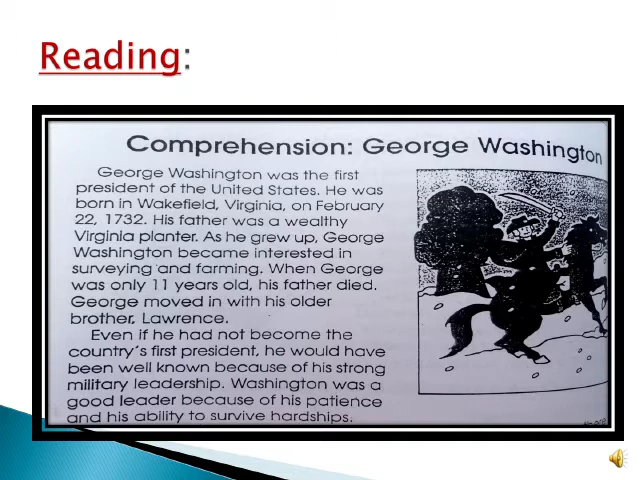 Reading:
Comprehension: George Washington
George Washington was the first
president of the United States. He was
born in Wakefield, Virginia, on February
22, 1732. His father was a wealthy
Virginia planter. As he grew up, George
Washington became interested in
surveying and farming. When George
was only 11 years old, his father died.
George moved in with his older
brother, Lawrence.
Even if he had not become the
country's first president, he would have
been well known because of his strong
military leadership. Washington was a
good leader because of his patience
and his ability to survive hardships.